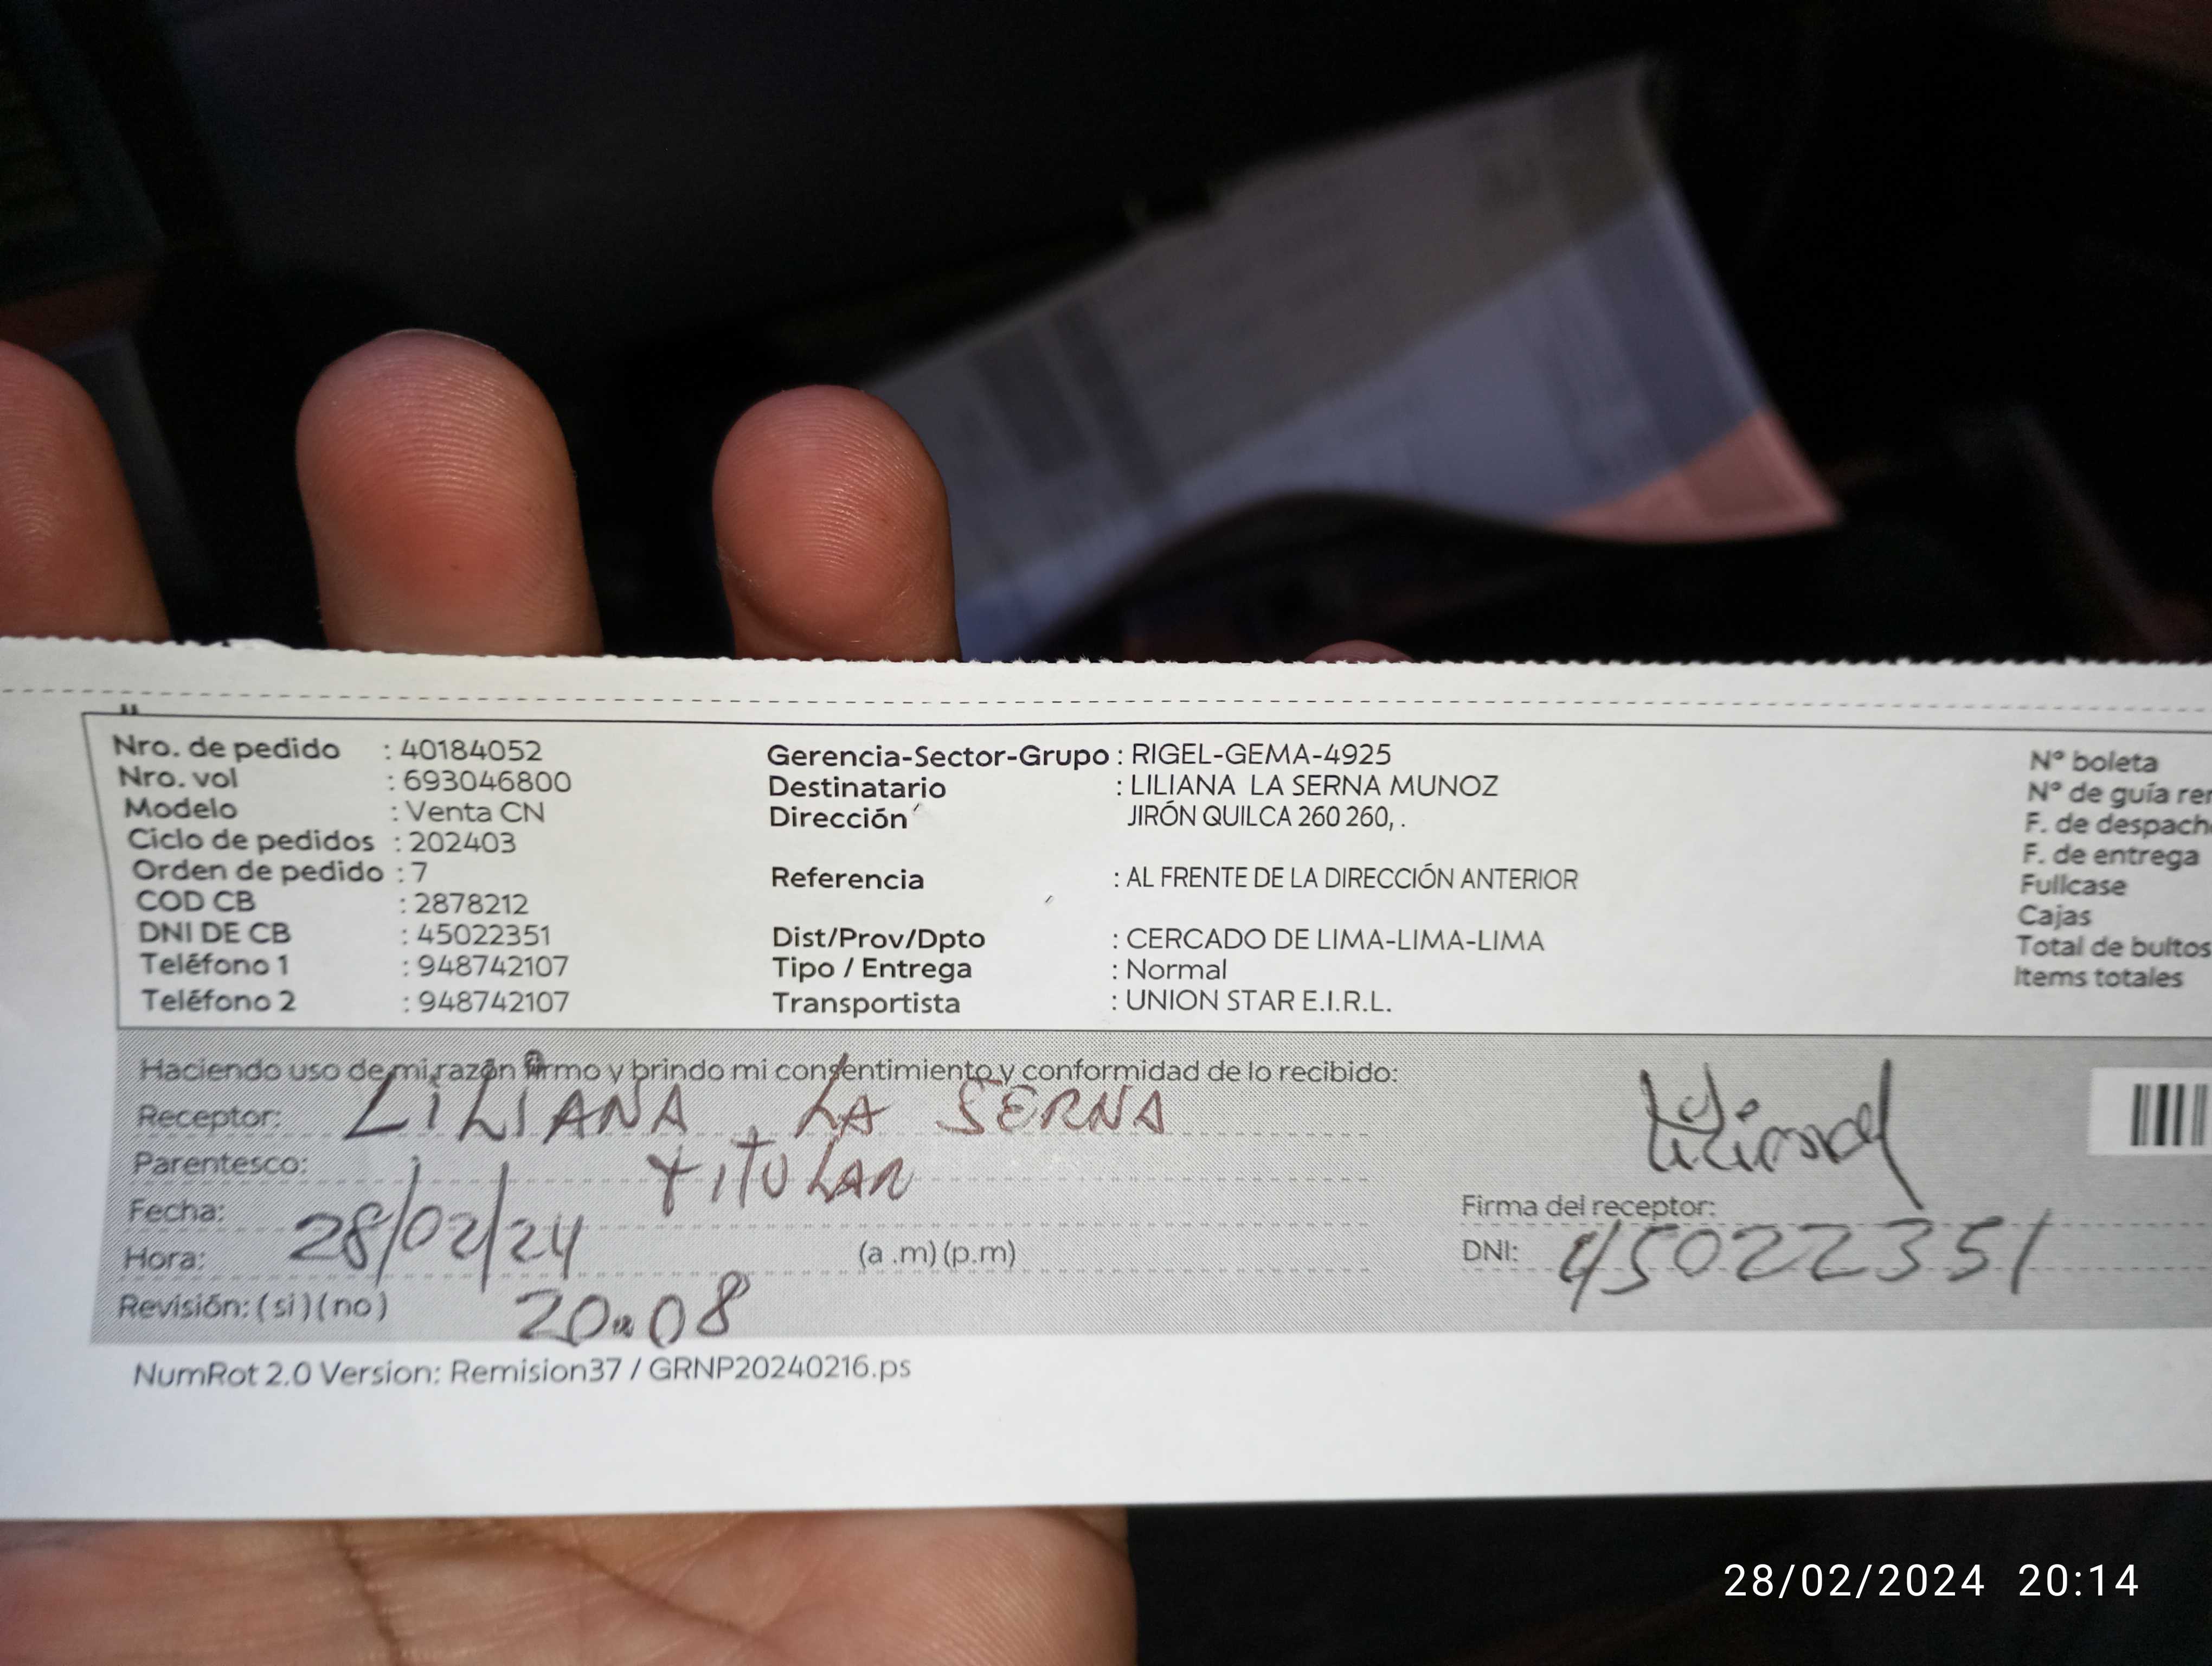 Nro. de pedido : 40184052
Nro. vol : 693046800
Modelo : Venta CN
Ciclo de pedidos : 202403
Orden de pedido : 7
COD CB : 2878212
DNI DE CB : 45022351
Teléfono 1 : 948742107
Teléfono 2 : 948742107
Gerencia-Sector-Grupo : RIGEL-GEMA-4925
Destinatario : LILIANA LA SERNA MUNOZ
Dirección JIRÓN QUILCA 260 260, .
Referencia : AL FRENTE DE LA DIRECCIÓN ANTERIOR
Dist/Prov/Dpto : CERCADO DE LIMA-LIMA-LIMA
Tipo / Entrega : Normal
Transportista : UNION STAR E.I.R.L.
Nº boleta
Nº de guía rem
F. de despach
F. de entrega
Fullcase
Cajas
Total de bultos
Items totales
Haciendo uso de mi razón firmo y brindo mi consentimiento y conformidad de lo recibido:
Receptor: LILIANA LA SERNA
Parentesco: TITULAR
Fecha: 28/02/24
Hora: 20:08 (a .m) (p.m)
Revisión: ( si ) ( no )
Firma del receptor:
DNI: 45022351
NumRot 2.0 Version: Remision37 / GRNP20240216.ps
28/02/2024 20:14